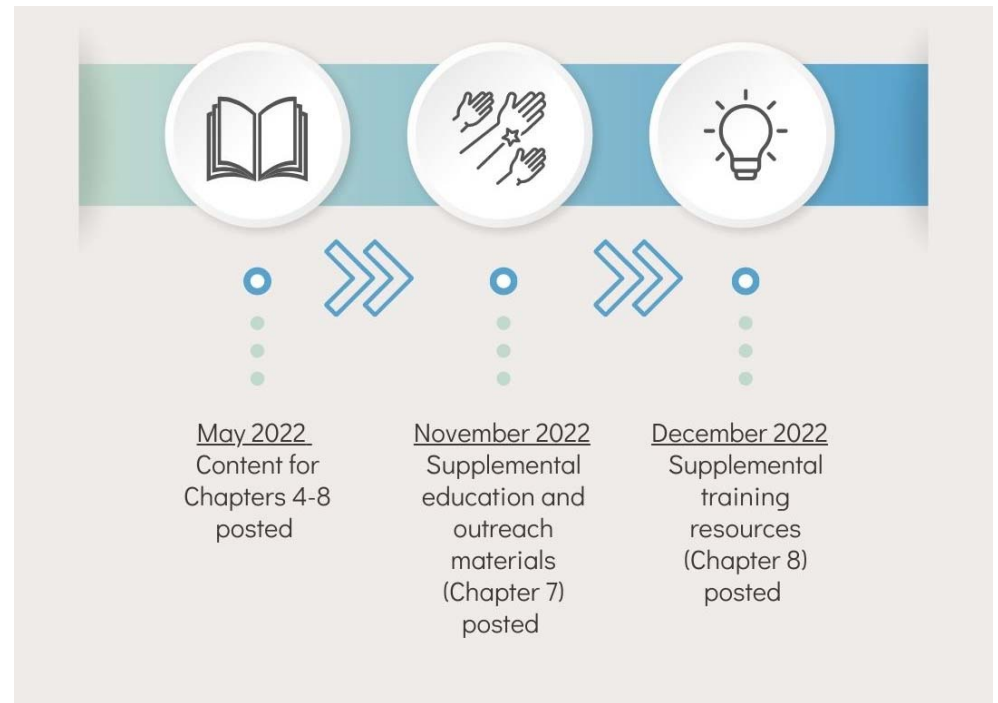 May 2022
Content for
Chapters 4-8
posted
November 2022
Supplemental
education and
outreach
materials
(Chapter 7)
posted
December 2022
Supplemental
training
resources
(Chapter 8)
posted